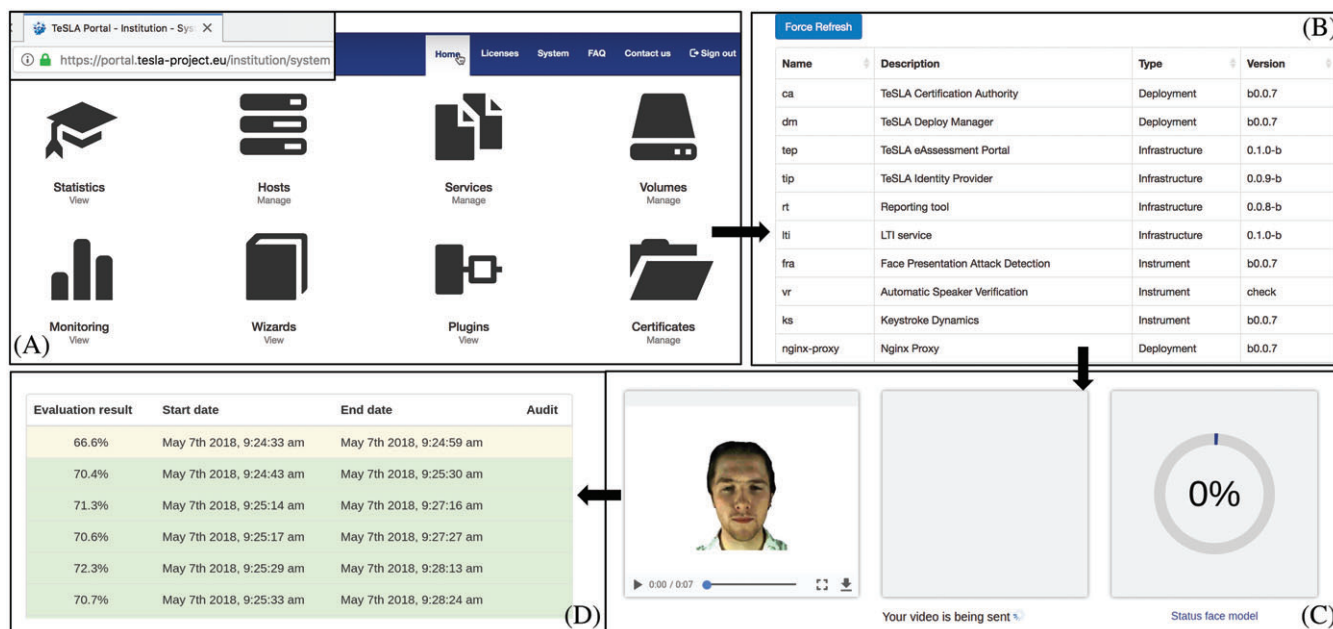 TeSLA Portal - Institution - Sys
https://portal.tesla-project.eu/institution/system
Home Licenses System FAQ Contact us Sign out
Statistics Hosts Services Volumes
View Manage Manage Manage
Monitoring Wizards Plugins Certificates
View View View Manage
(A)
Force Refresh
(B)
Name Description Type Version
ca TeSLA Certification Authority Deployment b0.0.7
dm TeSLA Deploy Manager Deployment b0.0.7
tep TeSLA eAssessment Portal Infrastructure 0.1.0-b
tip TeSLA Identity Provider Infrastructure 0.0.9-b
rt Reporting tool Infrastructure 0.0.8-b
lti LTI service Infrastructure 0.1.0-b
fra Face Presentation Attack Detection Instrument b0.0.7
vr Automatic Speaker Verification Instrument check
ks Keystroke Dynamics Instrument b0.0.7
nginx-proxy Nginx Proxy Deployment b0.0.7
0:00 / 0:07
Your video is being sent
0%
Status face model
(C)
Evaluation result Start date End date Audit
66.6% May 7th 2018, 9:24:33 am May 7th 2018, 9:24:59 am
70.4% May 7th 2018, 9:24:43 am May 7th 2018, 9:25:30 am
71.3% May 7th 2018, 9:25:14 am May 7th 2018, 9:27:16 am
70.6% May 7th 2018, 9:25:17 am May 7th 2018, 9:27:27 am
72.3% May 7th 2018, 9:25:29 am May 7th 2018, 9:28:13 am
70.7% May 7th 2018, 9:25:33 am May 7th 2018, 9:28:24 am
(D)